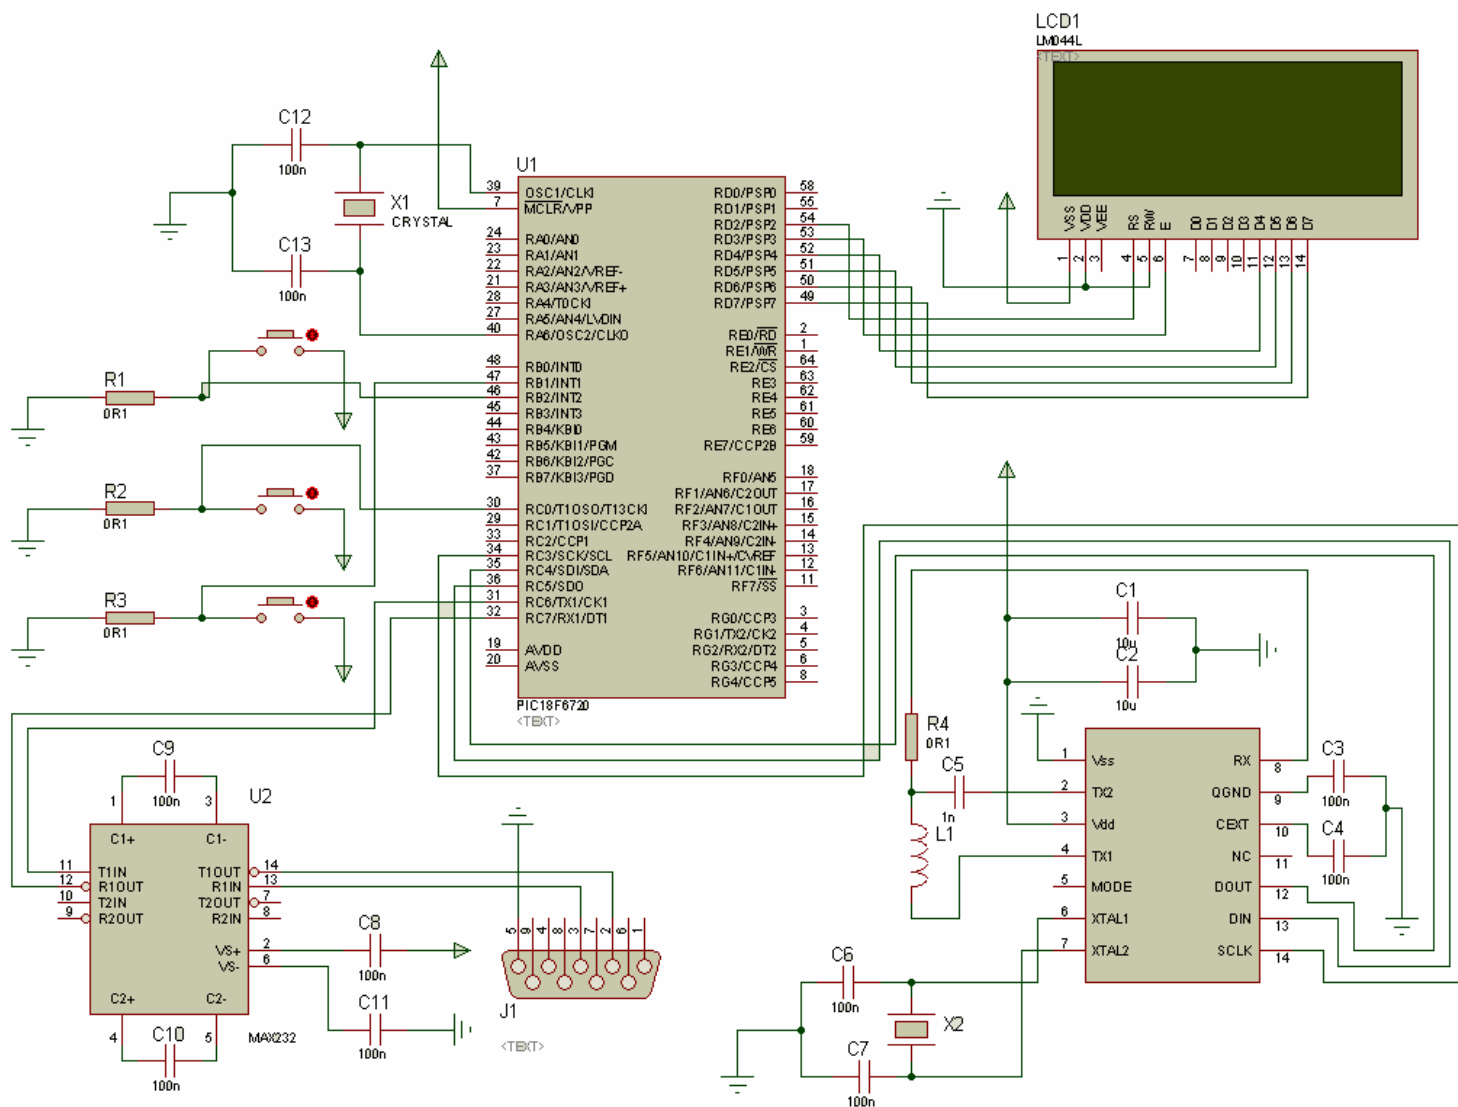 LCD1
LM044L
<TEXT>
VSS
VDD
VEE
RS
RW
E
D0
D1
D2
D3
D4
D5
D6
D7
1
2
3
4
5
6
7
8
9
10
11
12
13
14
C12
100n
X1
CRYSTAL
C13
100n
U1
39 OSC1/CLKI
7 MCLR/VPP
24 RA0/AN0
23 RA1/AN1
22 RA2/AN2/VREF-
21 RA3/AN3/VREF+
28 RA4/T0CKI
27 RA5/AN4/LVDIN
40 RA6/OSC2/CLKO
48 RB0/INT0
47 RB1/INT1
46 RB2/INT2
45 RB3/INT3
44 RB4/KBI0
43 RB5/KBI1/PGM
42 RB6/KBI2/PGC
37 RB7/KBI3/PGD
30 RC0/T1OSO/T13CKI
29 RC1/T1OSI/CCP2A
33 RC2/CCP1
34 RC3/SCK/SCL
35 RC4/SDI/SDA
36 RC5/SDO
31 RC6/TX1/CK1
32 RC7/RX1/DT1
19 AVDD
20 AVSS
RD0/PSP0 58
RD1/PSP1 55
RD2/PSP2 54
RD3/PSP3 53
RD4/PSP4 52
RD5/PSP5 51
RD6/PSP6 50
RD7/PSP7 49
RE0/RD 2
RE1/WR 1
RE2/CS 64
RE3 63
RE4 62
RE5 61
RE6 60
RE7/CCP2B 59
RF0/AN5 18
RF1/AN6/C2OUT 17
RF2/AN7/C1OUT 16
RF3/AN8/C2IN+ 15
RF4/AN9/C2IN- 14
RF5/AN10/C1IN+/CVREF 13
RF6/AN11/C1IN- 12
RF7/SS 11
RG0/CCP3 3
RG1/TX2/CK2 4
RG2/RX2/DT2 5
RG3/CCP4 6
RG4/CCP5 8
PIC18F6720
<TEXT>
R1
0R1
R2
0R1
R3
0R1
C1
10u
C2
10u
R4
0R1
C5
1n
L1
1 Vss
2 TX2
3 Vdd
4 TX1
5 MODE
6 XTAL1
7 XTAL2
RX 8
QGND 9
CEXT 10
NC 11
DOUT 12
DIN 13
SCLK 14
C3
100n
C4
100n
C9
100n
U2
1
3
C1+ C1-
11 T1IN
12 R1OUT
10 T2IN
9 R2OUT
T1OUT 14
R1IN 13
T2OUT 7
R2IN 8
VS+ 2
VS- 6
C2+ C2-
4
5
MAX232
C10
100n
C8
100n
C11
100n
5
9
4
8
3
7
2
6
1
J1
<TEXT>
C6
100n
X2
C7
100n